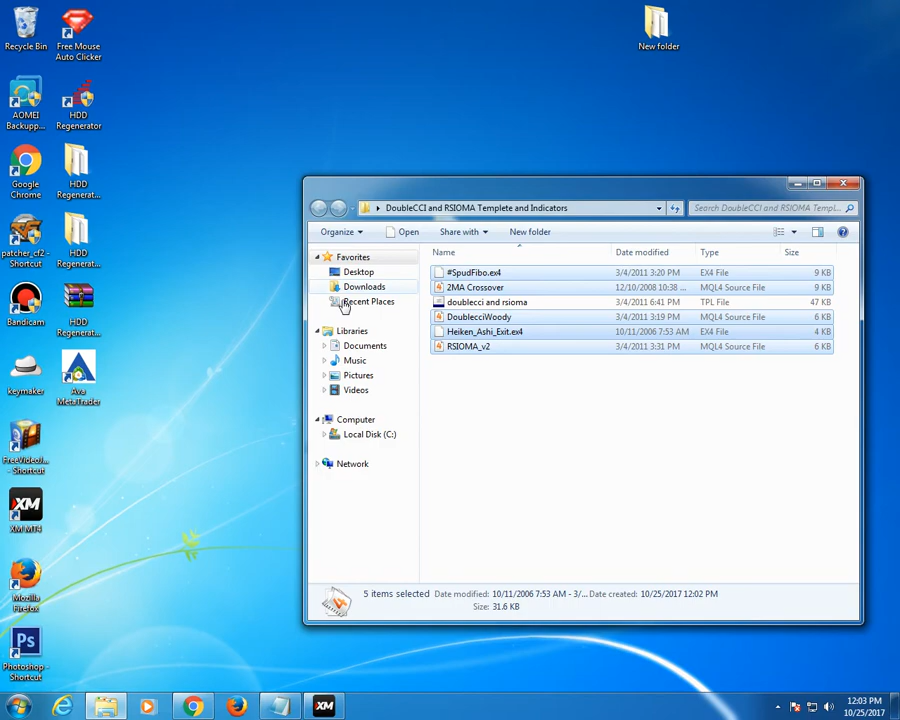 Recycle Bin
Free Mouse
Auto Clicker
New folder
AOMEI
Backupp...
HDD
Regenerator
Google
Chrome
HDD
Regenerat...
patcher_cf2 -
Shortcut
HDD
Regenerat...
Bandicam
HDD
Regenerat...
keymaker
Ava
MetaTrader
FreeVideoJ...
- Shortcut
XM
XM MT4
Mozilla
Firefox
Ps
Photoshop -
Shortcut
DoubleCCI and RSIOMA Templete and Indicators
Search DoubleCCI and RSIOMA Templ...
Organize
Open
Share with
New folder
Favorites
Desktop
Downloads
Recent Places
Libraries
Documents
Music
Pictures
Videos
Computer
Local Disk (C:)
Network
Name Date modified Type Size
#SpudFibo.ex4 3/4/2011 3:20 PM EX4 File 9 KB
2MA Crossover 12/10/2008 10:38 ... MQL4 Source File 9 KB
doublecci and rsioma 3/4/2011 6:41 PM TPL File 47 KB
DoublecciWoody 3/4/2011 3:19 PM MQL4 Source File 6 KB
Heiken_Ashi_Exit.ex4 10/11/2006 7:53 AM EX4 File 4 KB
RSIOMA_v2 3/4/2011 3:31 PM MQL4 Source File 6 KB
5 items selected Date modified: 10/11/2006 7:53 AM - 3/... Date created: 10/25/2017 12:02 PM
Size: 31.6 KB
XM
12:03 PM
10/25/2017